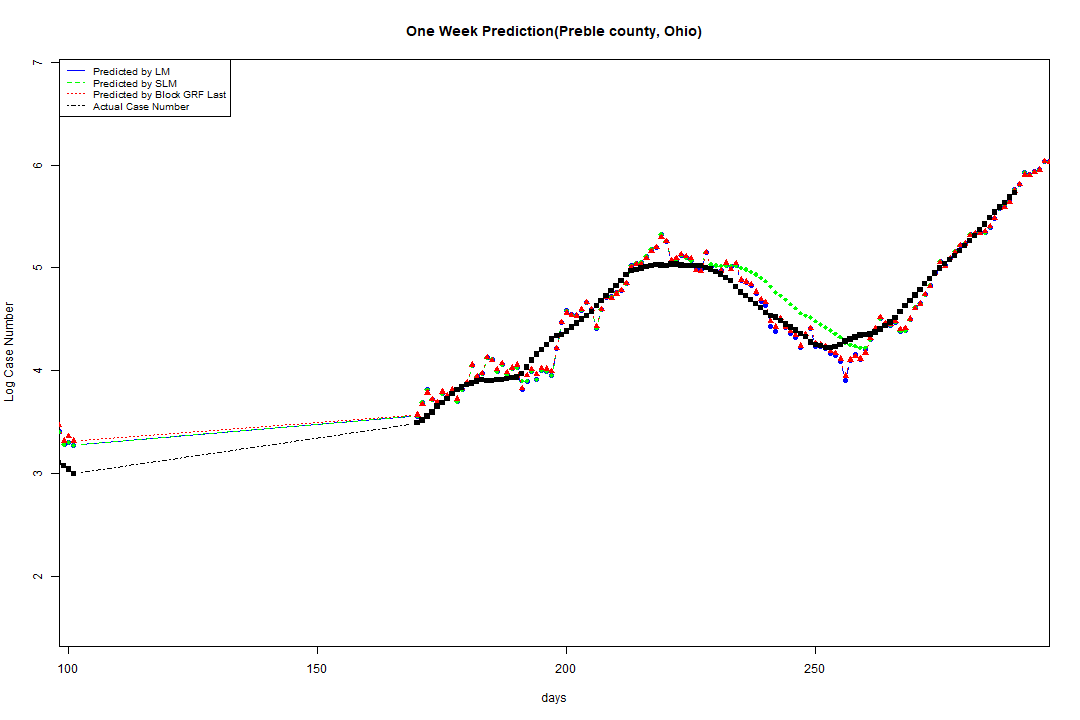 One Week Prediction(Preble county, Ohio)
Predicted by LM
Predicted by SLM
Predicted by Block GRF Last
Actual Case Number
7
6
5
4
3
2
Log Case Number
100 150 200 250
days